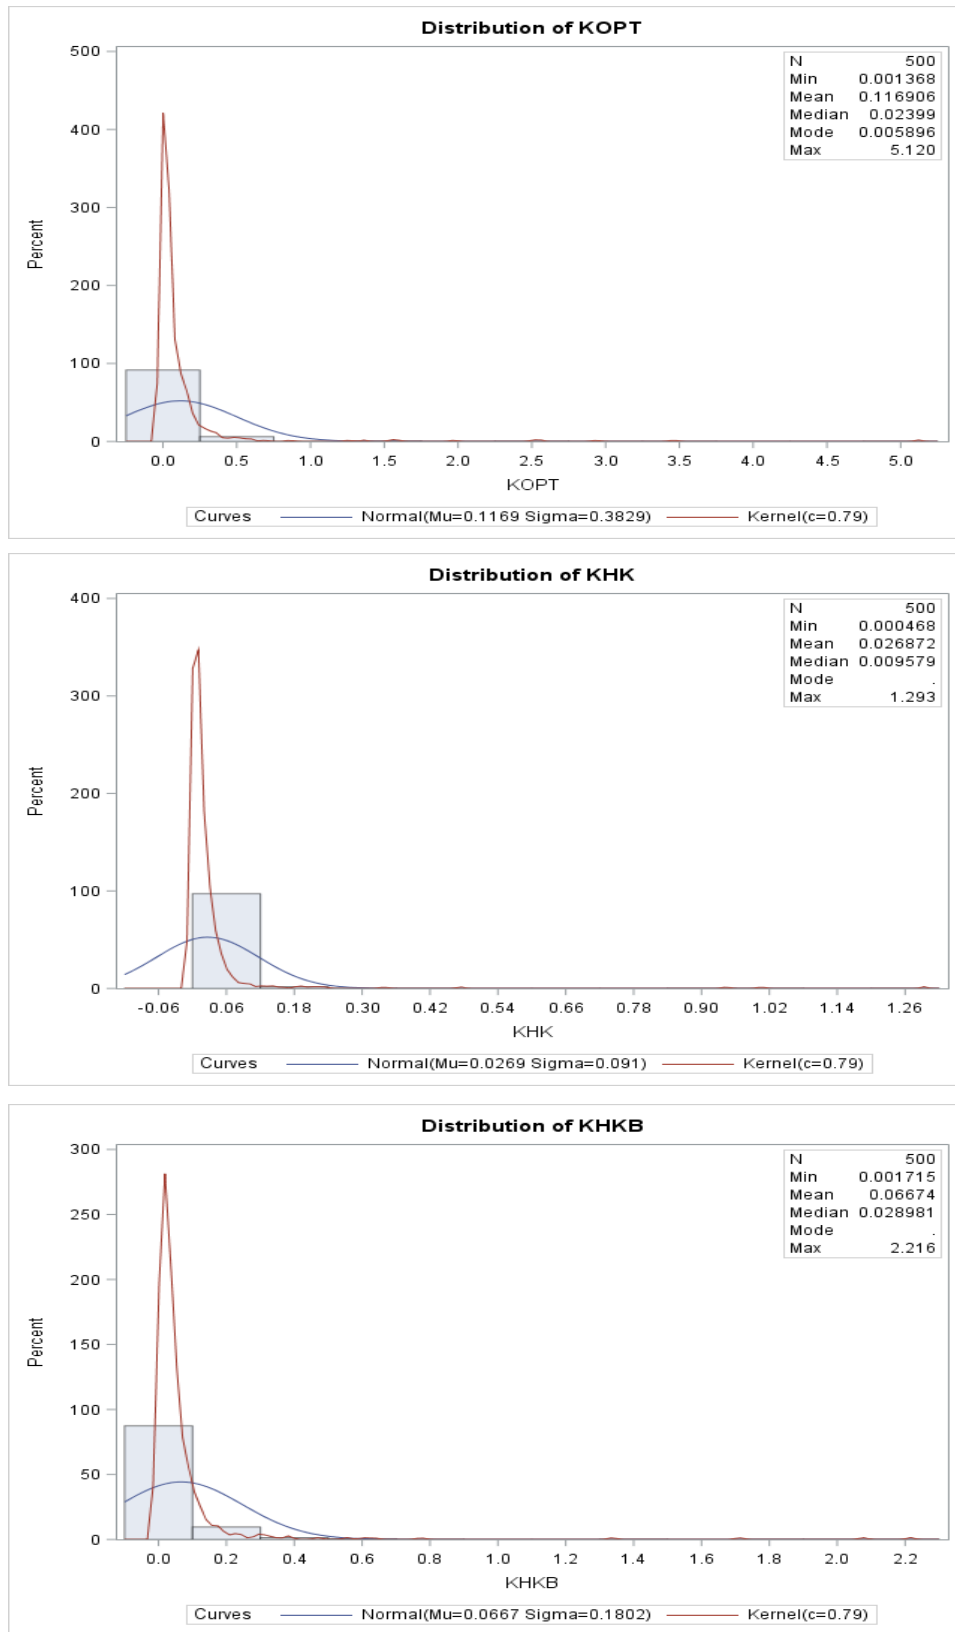 Distribution of KOPT
500
400
300
200
100
0
Percent
N 500
Min 0.001368
Mean 0.116906
Median 0.02399
Mode 0.005896
Max 5.120
0.0 0.5 1.0 1.5 2.0 2.5 3.0 3.5 4.0 4.5 5.0
KOPT
Curves Normal(Mu=0.1169 Sigma=0.3829) Kernel(c=0.79)
Distribution of KHK
400
300
200
100
0
Percent
N 500
Min 0.000468
Mean 0.026872
Median 0.009579
Mode .
Max 1.293
-0.06 0.06 0.18 0.30 0.42 0.54 0.66 0.78 0.90 1.02 1.14 1.26
KHK
Curves Normal(Mu=0.0269 Sigma=0.091) Kernel(c=0.79)
Distribution of KHKB
300
250
200
150
100
50
0
Percent
N 500
Min 0.001715
Mean 0.06674
Median 0.028981
Mode .
Max 2.216
0.0 0.2 0.4 0.6 0.8 1.0 1.2 1.4 1.6 1.8 2.0 2.2
KHKB
Curves Normal(Mu=0.0667 Sigma=0.1802) Kernel(c=0.79)